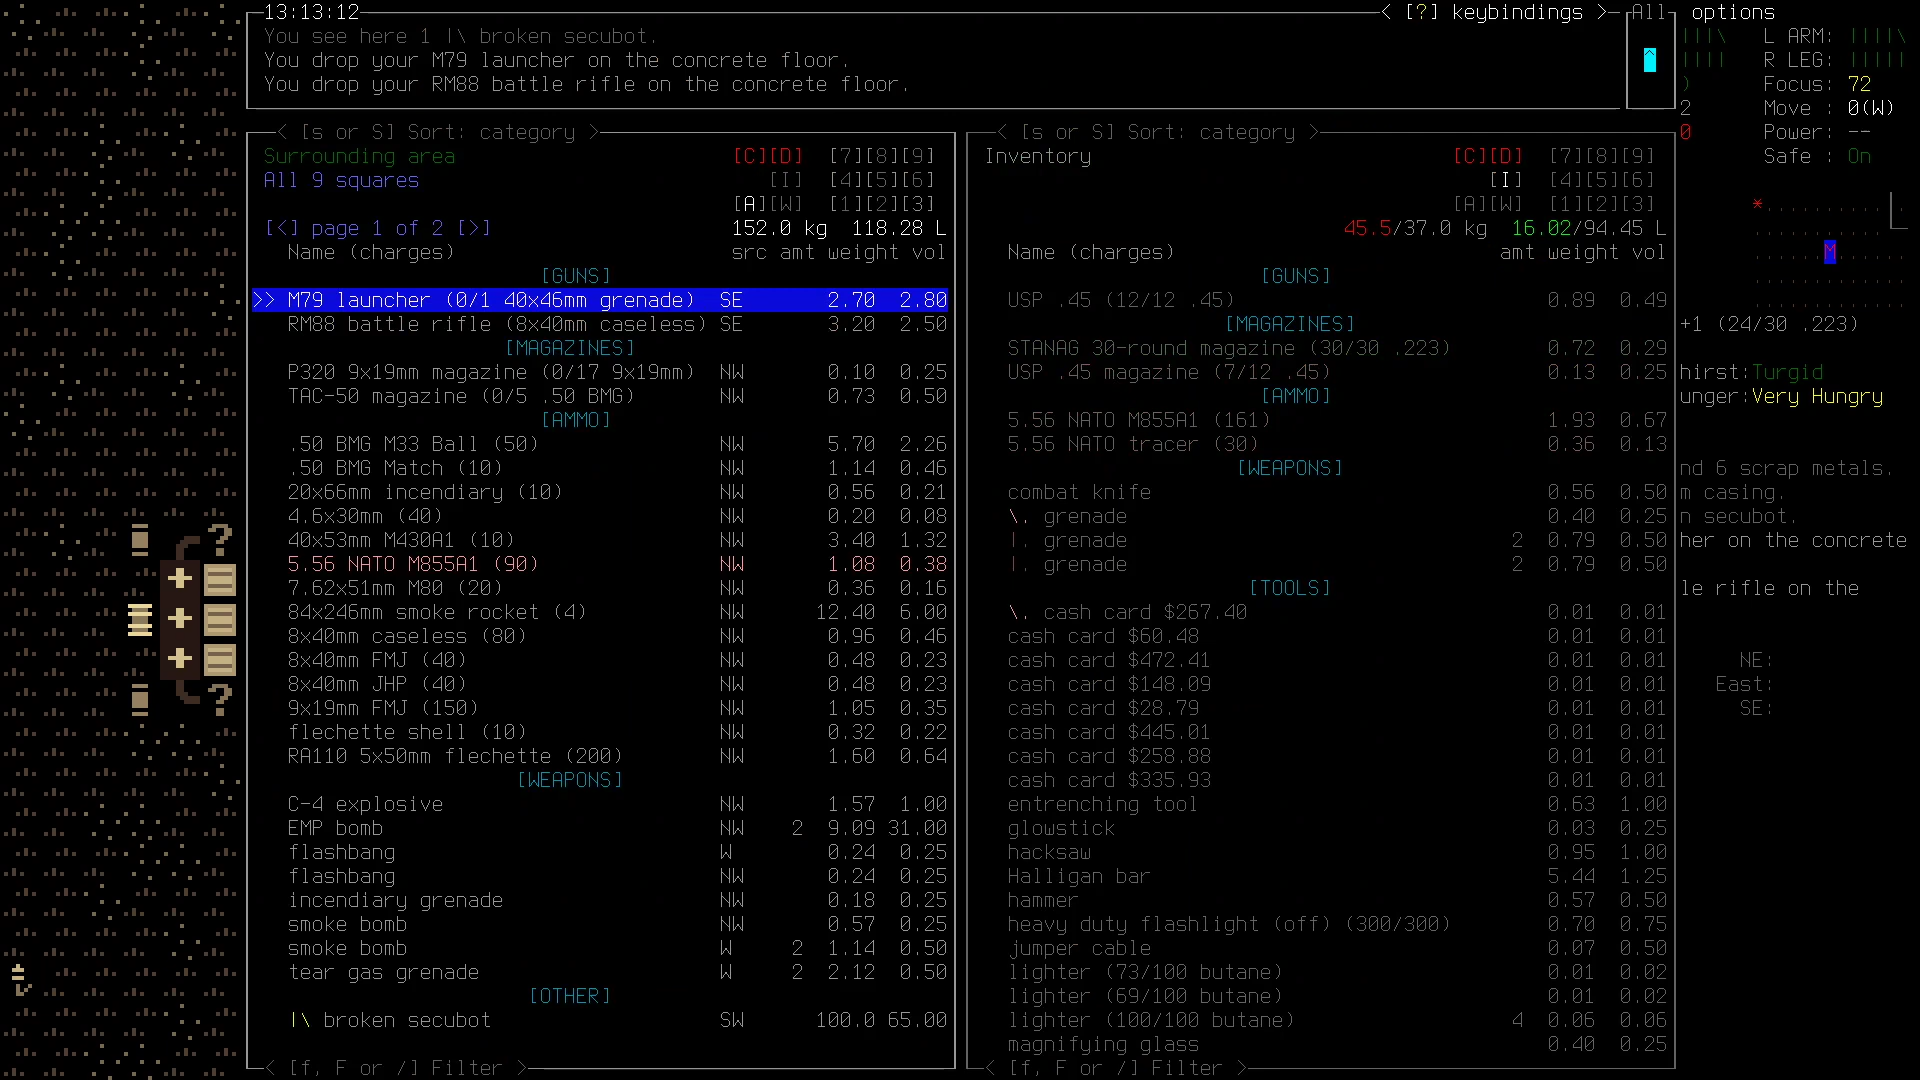 13:13:12 < [?] keybindings > All options
You see here 1 |\ broken secubot.
You drop your M79 launcher on the concrete floor.
You drop your RM88 battle rifle on the concrete floor.
^
L ARM: ||||\
R LEG: |||||
Focus: 72
2 Move : 0(W)
0 Power: --
Safe : On
< [s or S] Sort: category >
Surrounding area [C][D] [7][8][9]
All 9 squares [I] [4][5][6]
[A][W] [1][2][3]
[<] page 1 of 2 [>] 152.0 kg 118.28 L
Name (charges) src amt weight vol
[GUNS]
>> M79 launcher (0/1 40x46mm grenade) SE 2.70 2.80
RM88 battle rifle (8x40mm caseless) SE 3.20 2.50
[MAGAZINES]
P320 9x19mm magazine (0/17 9x19mm) NW 0.10 0.25
TAC-50 magazine (0/5 .50 BMG) NW 0.73 0.50
[AMMO]
.50 BMG M33 Ball (50) NW 5.70 2.26
.50 BMG Match (10) NW 1.14 0.46
20x66mm incendiary (10) NW 0.56 0.21
4.6x30mm (40) NW 0.20 0.08
40x53mm M430A1 (10) NW 3.40 1.32
5.56 NATO M855A1 (90) NW 1.08 0.38
7.62x51mm M80 (20) NW 0.36 0.16
84x246mm smoke rocket (4) NW 12.40 6.00
8x40mm caseless (80) NW 0.96 0.46
8x40mm FMJ (40) NW 0.48 0.23
8x40mm JHP (40) NW 0.48 0.23
9x19mm FMJ (150) NW 1.05 0.35
flechette shell (10) NW 0.32 0.22
RA110 5x50mm flechette (200) NW 1.60 0.64
[WEAPONS]
C-4 explosive NW 1.57 1.00
EMP bomb NW 2 9.09 31.00
flashbang W 0.24 0.25
flashbang NW 0.24 0.25
incendiary grenade NW 0.18 0.25
smoke bomb NW 0.57 0.25
smoke bomb W 2 1.14 0.50
tear gas grenade W 2 2.12 0.50
[OTHER]
|\ broken secubot SW 100.0 65.00
< [f, F or /] Filter >
< [s or S] Sort: category >
Inventory [C][D] [7][8][9]
[I] [4][5][6]
[A][W] [1][2][3]
45.5/37.0 kg 16.02/94.45 L
Name (charges) amt weight vol
[GUNS]
USP .45 (12/12 .45) 0.89 0.49
[MAGAZINES]
STANAG 30-round magazine (30/30 .223) 0.72 0.29
USP .45 magazine (7/12 .45) 0.13 0.25
[AMMO]
5.56 NATO M855A1 (161) 1.93 0.67
5.56 NATO tracer (30) 0.36 0.13
[WEAPONS]
combat knife 0.56 0.50
\. grenade 0.40 0.25
|. grenade 2 0.79 0.50
|. grenade 2 0.79 0.50
[TOOLS]
\. cash card $267.40 0.01 0.01
cash card $60.48 0.01 0.01
cash card $472.41 0.01 0.01
cash card $148.09 0.01 0.01
cash card $28.79 0.01 0.01
cash card $445.01 0.01 0.01
cash card $258.88 0.01 0.01
cash card $335.93 0.01 0.01
entrenching tool 0.63 1.00
glowstick 0.03 0.25
hacksaw 0.95 1.00
Halligan bar 5.44 1.25
hammer 0.57 0.50
heavy duty flashlight (off) (300/300) 0.70 0.75
jumper cable 0.07 0.50
lighter (73/100 butane) 0.01 0.02
lighter (69/100 butane) 0.01 0.02
lighter (100/100 butane) 4 0.06 0.06
magnifying glass 0.40 0.25
< [f, F or /] Filter >
M
+1 (24/30 .223)
hirst:Turgid
unger:Very Hungry
nd 6 scrap metals.
m casing.
n secubot.
her on the concrete
le rifle on the
NE:
East:
SE: